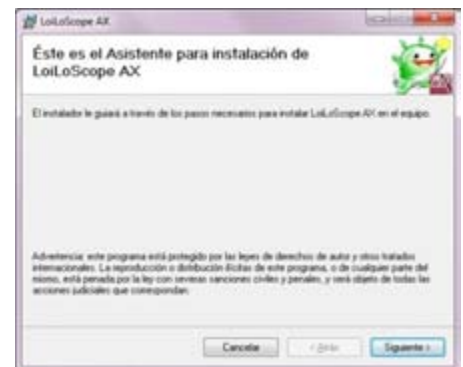 LoiLoScope AX
Éste es el Asistente para instalación de
LoiLoScope AX
El instalador le guiará a través de los pasos necesarios para instalar LoiLoScope AX en el equipo.
Advertencia: este programa está protegido por las leyes de derechos de autor y otros tratados
internacionales. La reproducción o distribución ilícitas de este programa, o de cualquier parte del
mismo, está penada por la ley con severas sanciones civiles y penales, y será objeto de todas las
acciones judiciales que correspondan.
Cancelar
< Atrás
Siguiente >